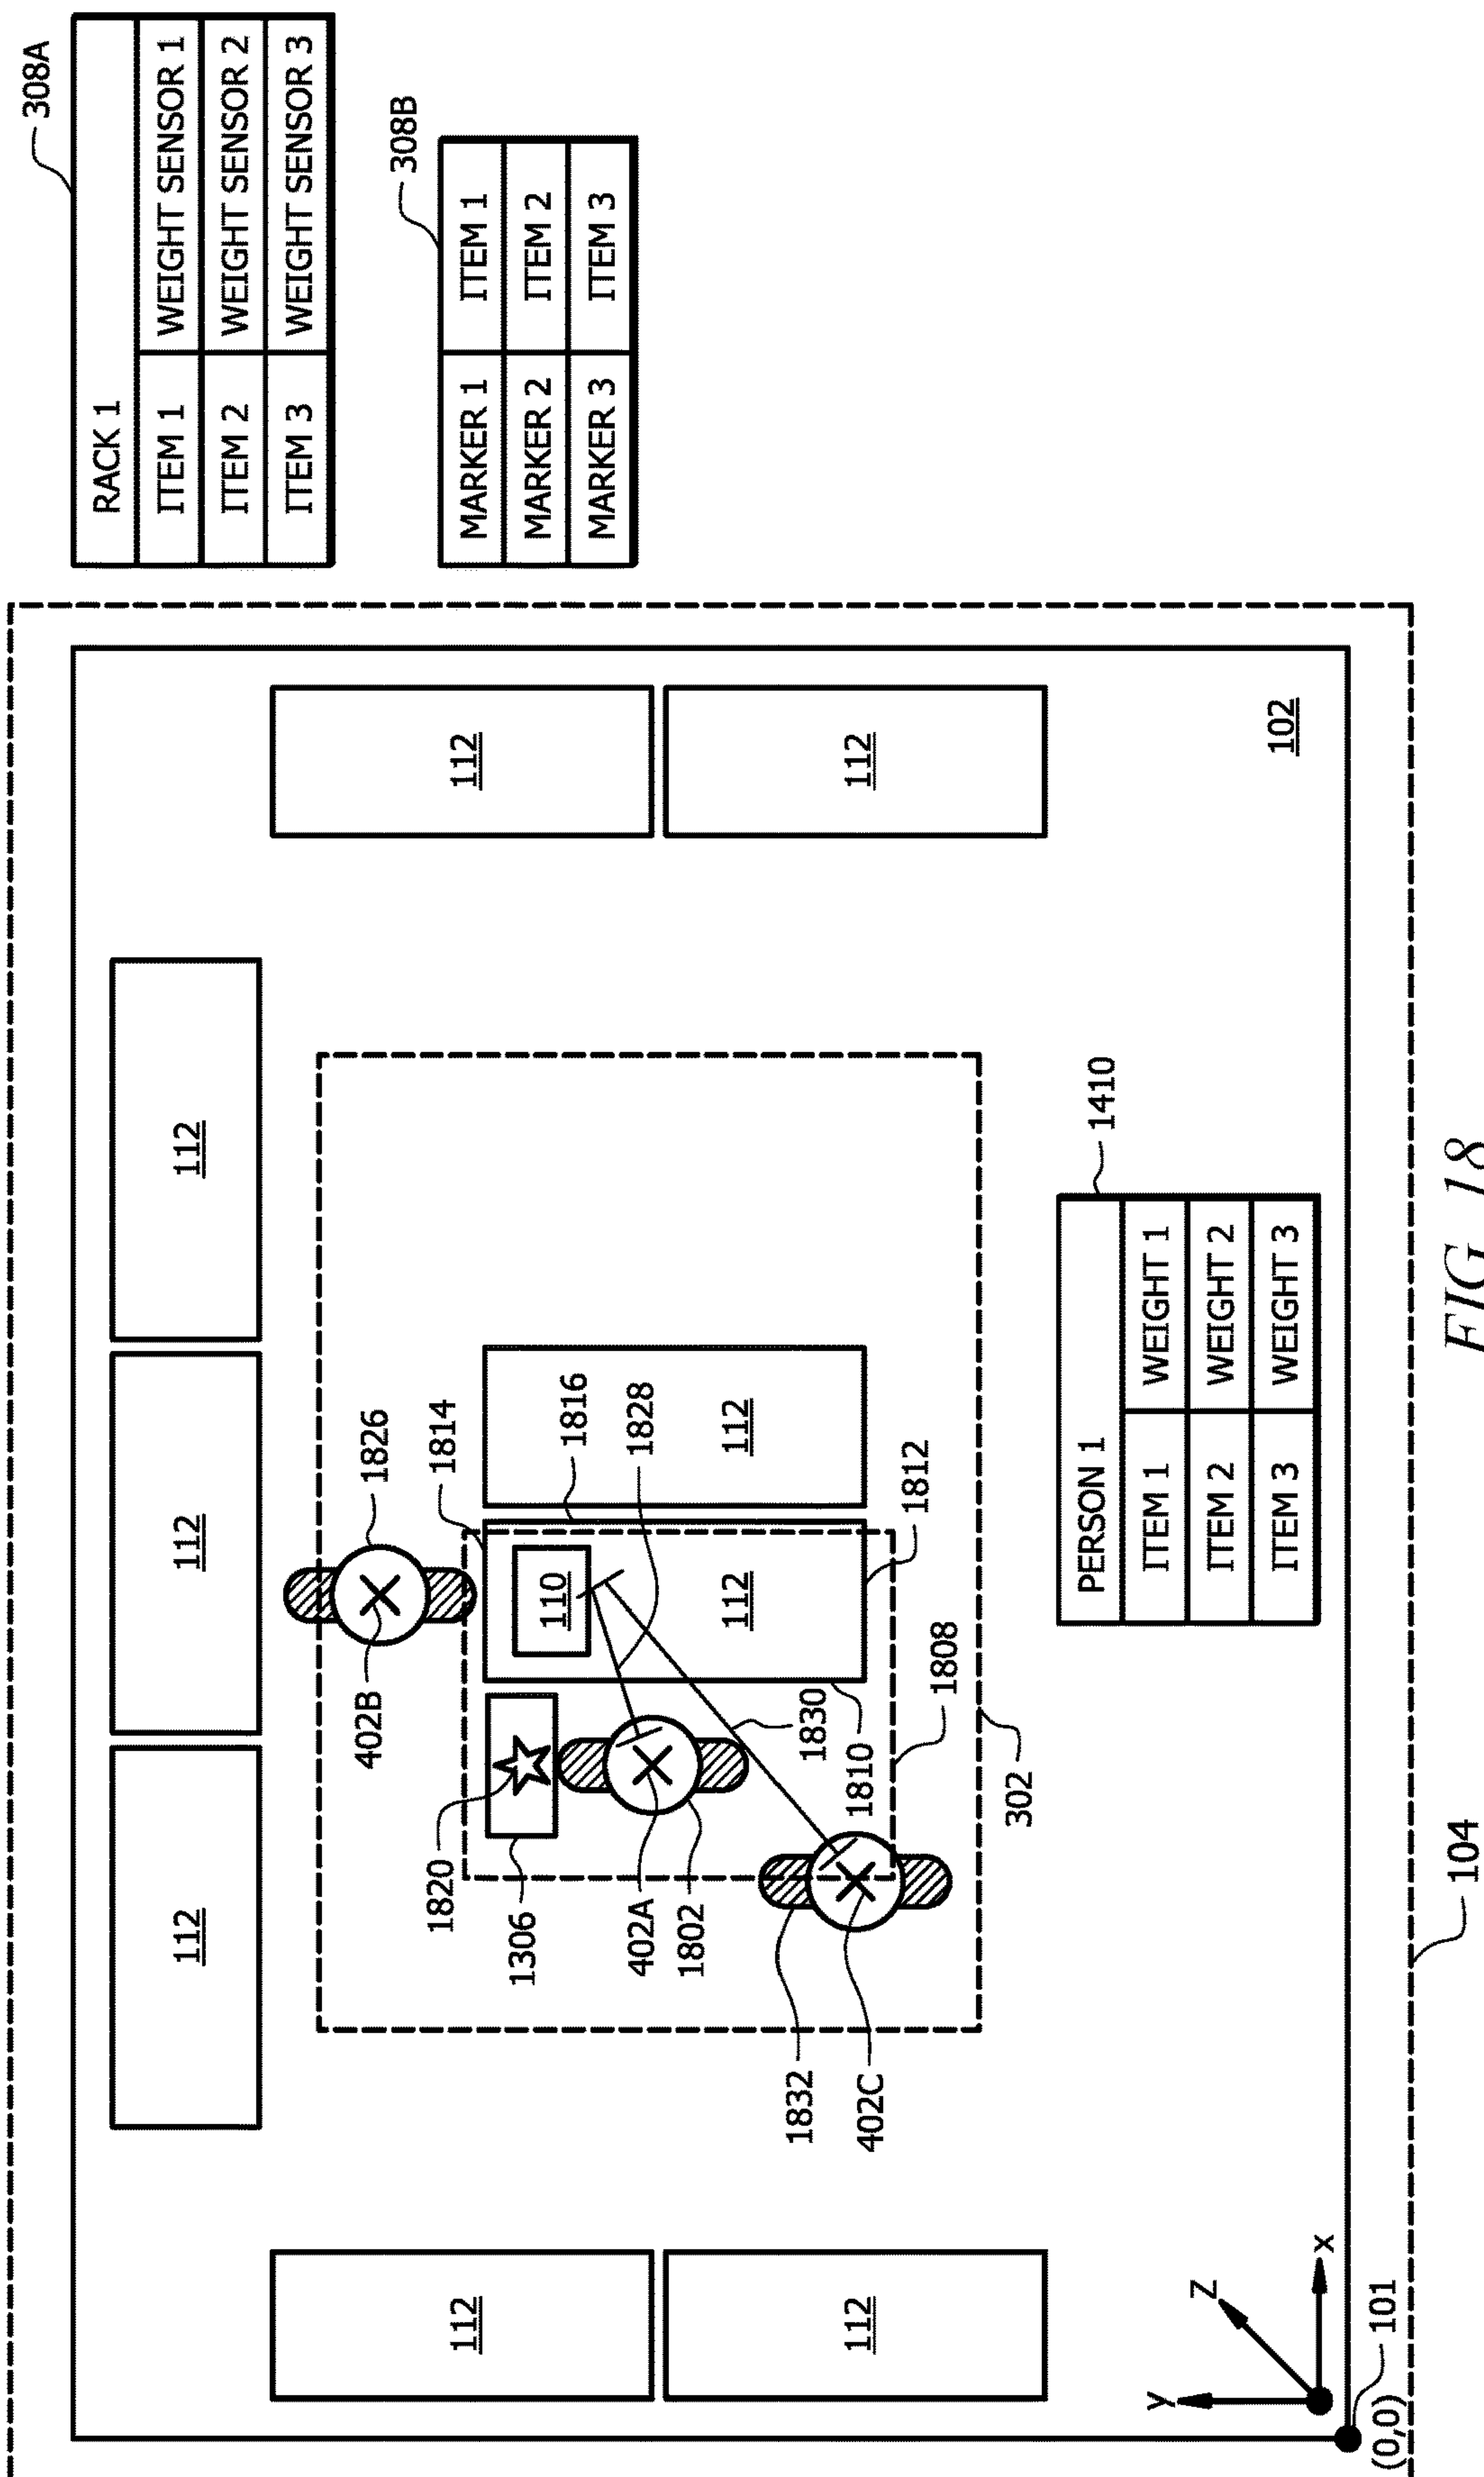 308A
RACK 1
ITEM 1 WEIGHT SENSOR 1
ITEM 2 WEIGHT SENSOR 2
ITEM 3 WEIGHT SENSOR 3
308B
MARKER 1 ITEM 1
MARKER 2 ITEM 2
MARKER 3 ITEM 3
112
112
112
112
112
112
112
112
112
102
1826
402B
1814
1816
1828
110
1820
1306
402A
1802
1830
1810
1812
1808
302
1832
402C
1410
PERSON 1
ITEM 1 WEIGHT 1
ITEM 2 WEIGHT 2
ITEM 3 WEIGHT 3
y
Z
x
101
(0,0)
104
FIG. 18